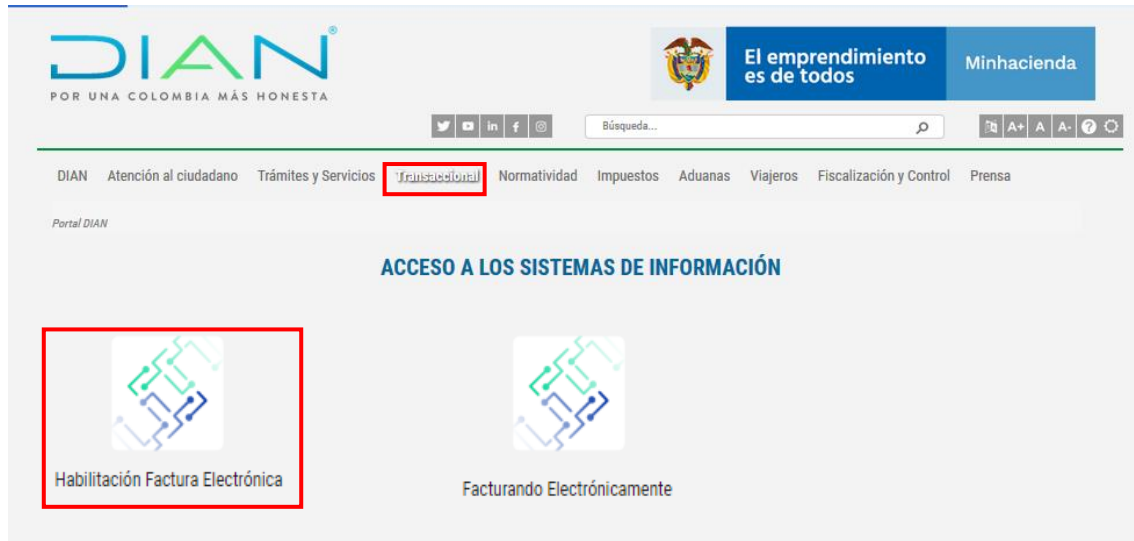 DIAN®
POR UNA COLOMBIA MÁS HONESTA
El emprendimiento
es de todos
Minhacienda
in f
Búsqueda...
A+ A A- ?
DIAN Atención al ciudadano Trámites y Servicios Transaccional Normatividad Impuestos Aduanas Viajeros Fiscalización y Control Prensa
Portal DIAN
ACCESO A LOS SISTEMAS DE INFORMACIÓN
Habilitación Factura Electrónica
Facturando Electrónicamente